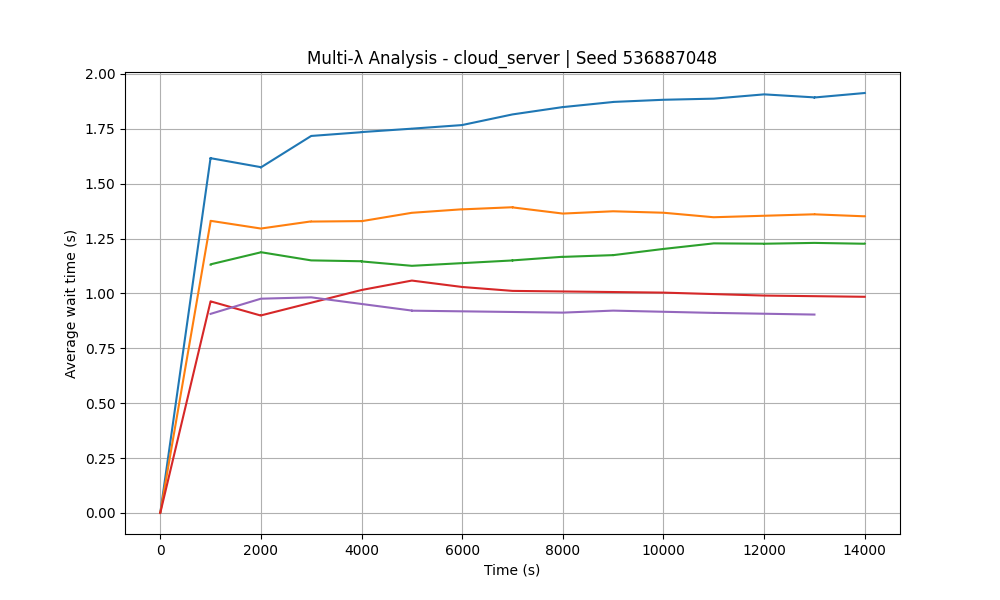 Multi-λ Analysis - cloud_server | Seed 536887048
2.00
1.75
1.50
1.25
1.00
0.75
0.50
0.25
0.00
Average wait time (s)
0 2000 4000 6000 8000 10000 12000 14000
Time (s)